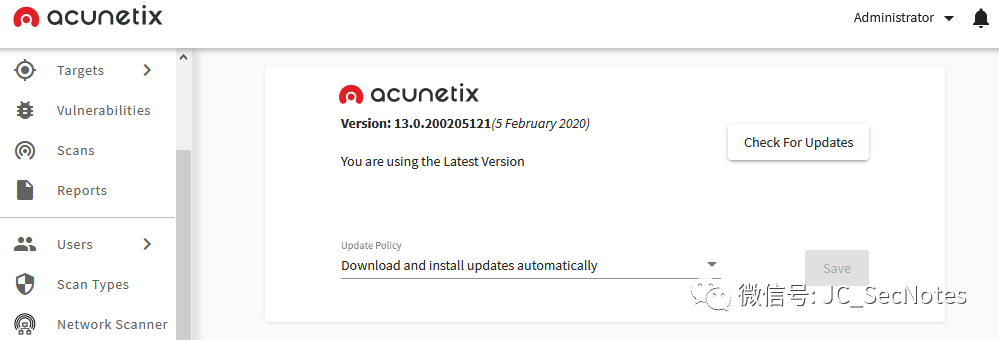 acunetix
Administrator
Targets
Vulnerabilities
Scans
Reports
Users
Scan Types
Network Scanner
acunetix
Version: 13.0.200205121(5 February 2020)
Check For Updates
You are using the Latest Version
Update Policy
Download and install updates automatically
Save
微信号: JC_SecNotes